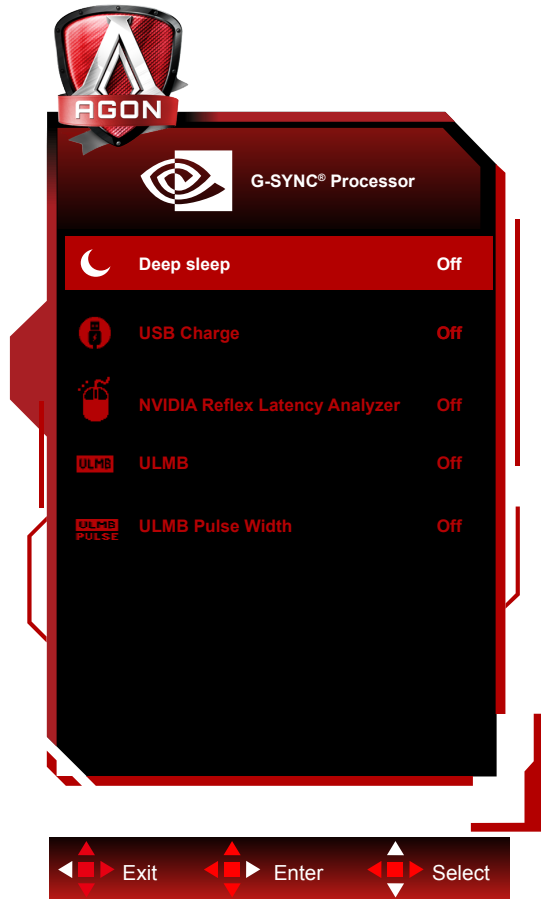 AGON
G-SYNC® Processor
Deep sleep Off
USB Charge Off
NVIDIA Reflex Latency Analyzer Off
ULMB ULMB Off
ULMB PULSE ULMB Pulse Width Off
Exit Enter Select